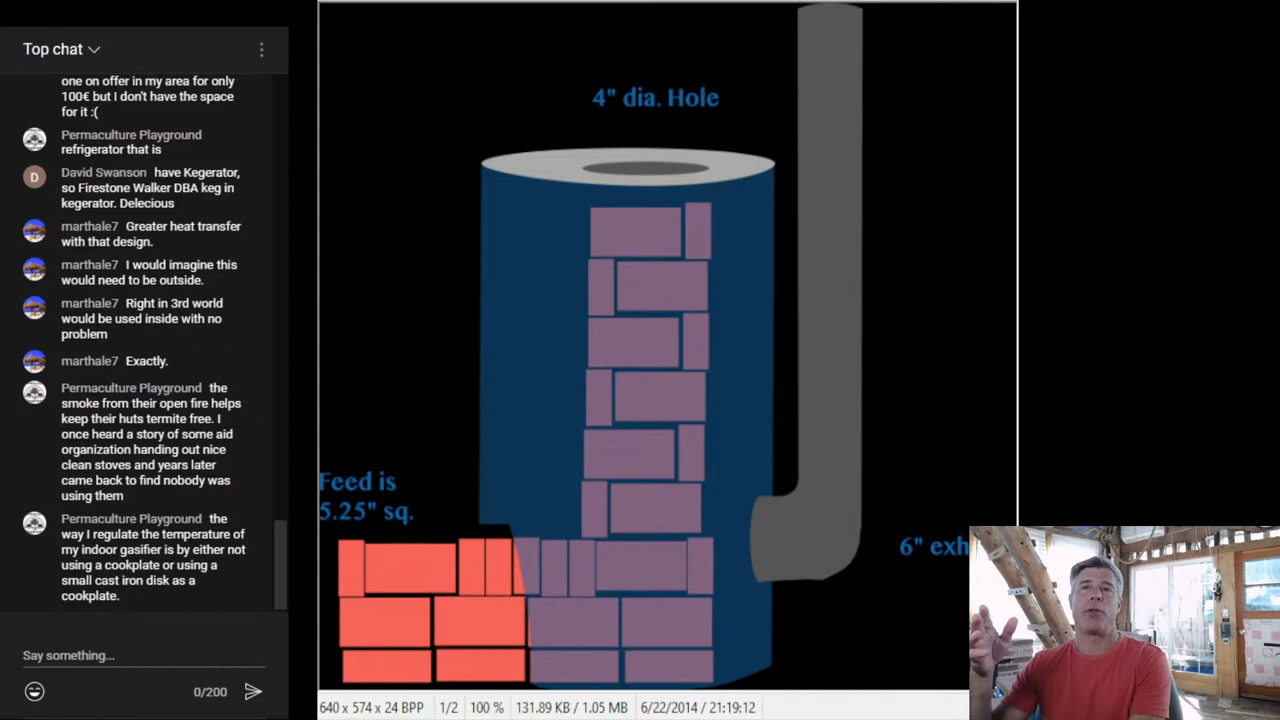 Top chat
one on offer in my area for only
100€ but I don't have the space
for it :(
Permaculture Playground
refrigerator that is
David Swanson have Kegerator,
so Firestone Walker DBA keg in
kegerator. Delecious
marthale7 Greater heat transfer
with that design.
marthale7 I would imagine this
would need to be outside.
marthale7 Right in 3rd world
would be used inside with no
problem
marthale7 Exactly.
Permaculture Playground the
smoke from their open fire helps
keep their huts termite free. I
once heard a story of some aid
organization handing out nice
clean stoves and years later
came back to find nobody was
using them
Permaculture Playground the
way I regulate the temperature of
my indoor gasifier is by either not
using a cookplate or using a
small cast iron disk as a
cookplate.
Say something...
0/200
D
4" dia. Hole
Feed is
5.25" sq.
6" exh
640 x 574 x 24 BPP 1/2 100 % 131.89 KB / 1.05 MB 6/22/2014 / 21:19:12